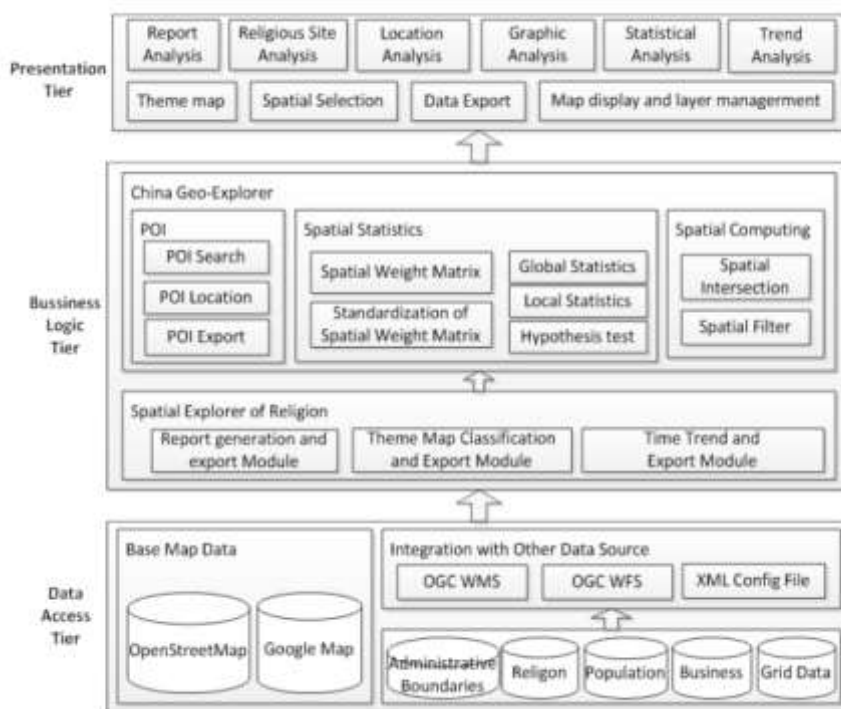 Presentation
Tier
Report
Analysis
Religious Site
Analysis
Location
Analysis
Graphic
Analysis
Statistical
Analysis
Trend
Analysis
Theme map
Spatial Selection
Data Export
Map display and layer managerment
Bussiness
Logic
Tier
China Geo-Explorer
POI
POI Search
POI Location
POI Export
Spatial Statistics
Spatial Weight Matrix
Standardization of
Spatial Weight Matrix
Global Statistics
Local Statistics
Hypothesis test
Spatial Computing
Spatial
Intersection
Spatial Filter
Spatial Explorer of Religion
Report generation and
export Module
Theme Map Classification
and Export Module
Time Trend and
Export Module
Data
Access
Tier
Base Map Data
OpenStreetMap
Google Map
Integration with Other Data Source
OGC WMS
OGC WFS
XML Config File
Administrative
Boundaries
Religon
Population
Business
Grid Data